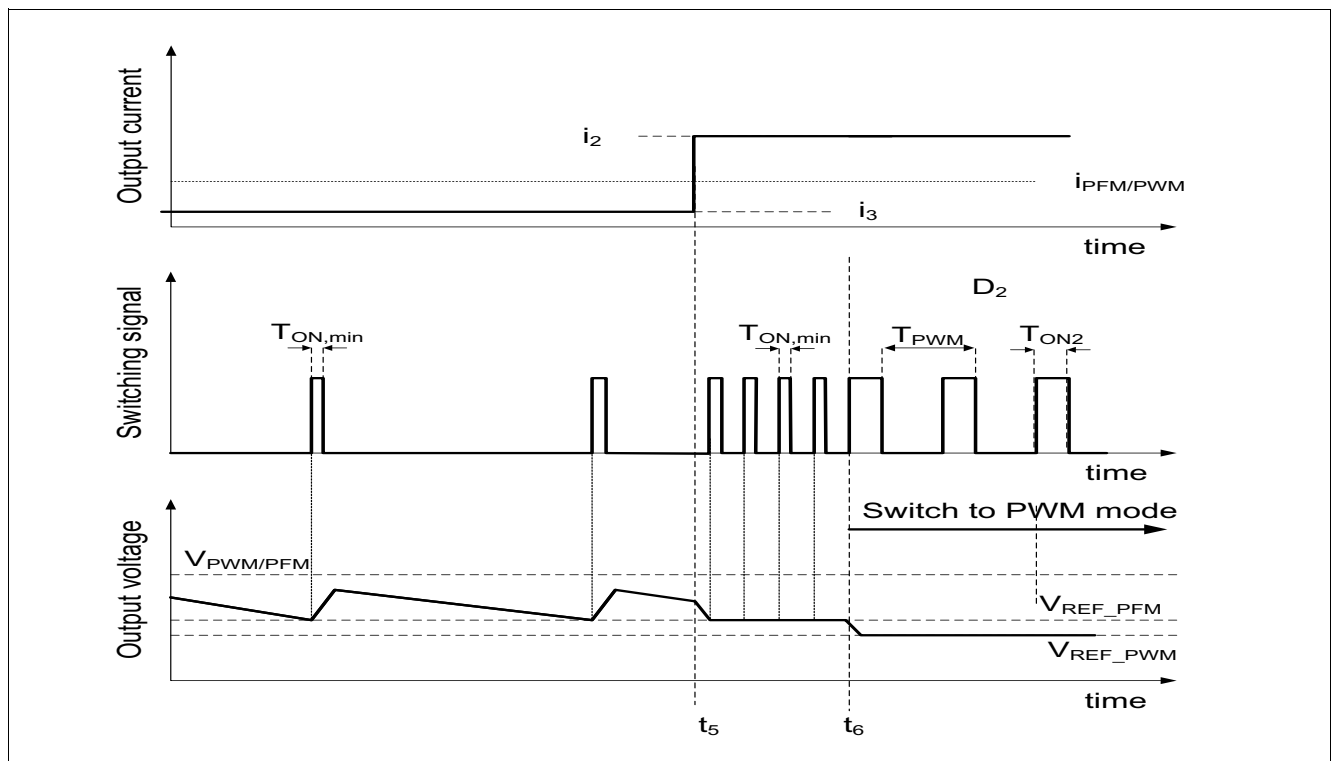 Output current
i2
iPFM/PWM
i3
time
Switching signal
D2
TON,min
TON,min
TPWM
TON2
time
Output voltage
Switch to PWM mode
VPWM/PFM
VREF_PFM
VREF_PWM
time
t5
t6